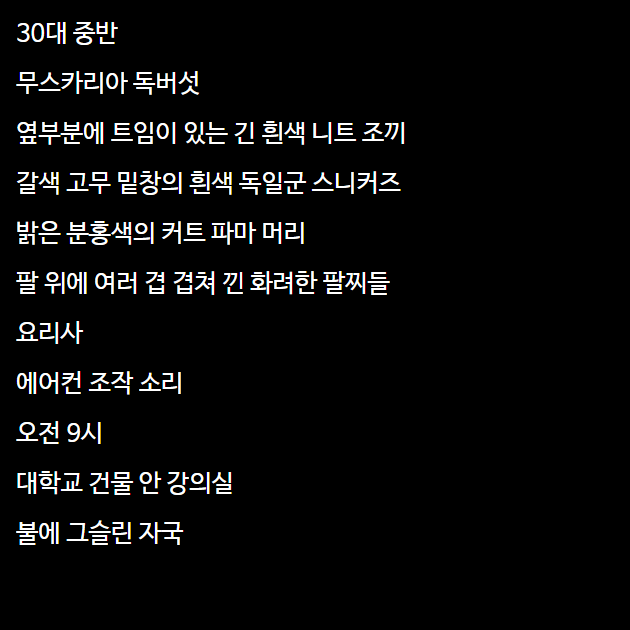 30대 중반
무스카리아 독버섯
옆부분에 트임이 있는 긴 흰색 니트 조끼
갈색 고무 밑창의 흰색 독일군 스니커즈
밝은 분홍색의 커트 파마 머리
팔 위에 여러 겹 겹쳐 낀 화려한 팔찌들
요리사
에어컨 조작 소리
오전 9시
대학교 건물 안 강의실
불에 그슬린 자국